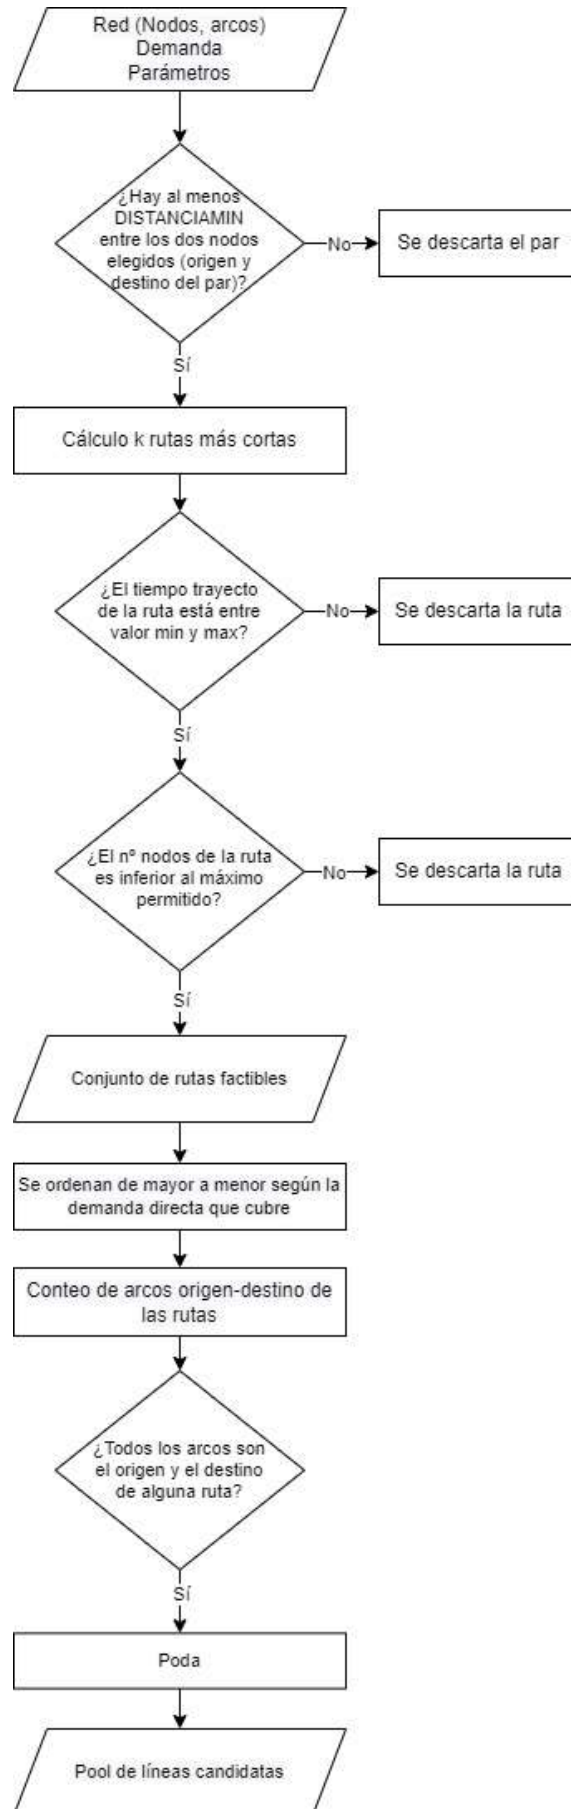 Red (Nodos, arcos)
Demanda
Parámetros
¿Hay al menos
DISTANCIAMIN
entre los dos nodos
elegidos (origen y
destino del par)?
No
Se descarta el par
Sí
Cálculo k rutas más cortas
¿El tiempo trayecto
de la ruta está entre
valor min y max?
No
Se descarta la ruta
Sí
¿El nº nodos de la ruta
es inferior al máximo
permitido?
No
Se descarta la ruta
Sí
Conjunto de rutas factibles
Se ordenan de mayor a menor según la
demanda directa que cubre
Conteo de arcos origen-destino de
las rutas
¿Todos los arcos son
el origen y el destino
de alguna ruta?
Sí
Poda
Pool de líneas candidatas